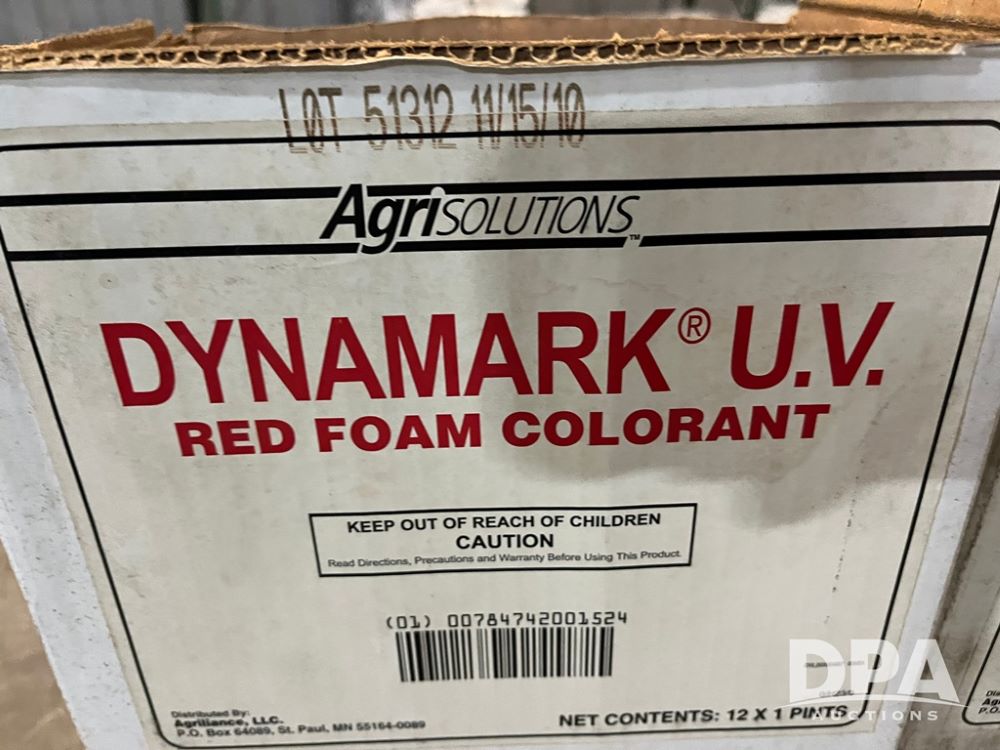 LOT 51312 11/15/10
AgriSOLUTIONS™
DYNAMARK® U.V.
RED FOAM COLORANT
KEEP OUT OF REACH OF CHILDREN
CAUTION
Read Directions, Precautions and Warranty Before Using This Product.
(01) 00784742001524
Distributed By:
Agriliance, LLC.
P.O. Box 64089, St. Paul, MN 55164-0089
NET CONTENTS: 12 X 1 PINTS
DPA
AUCTIONS